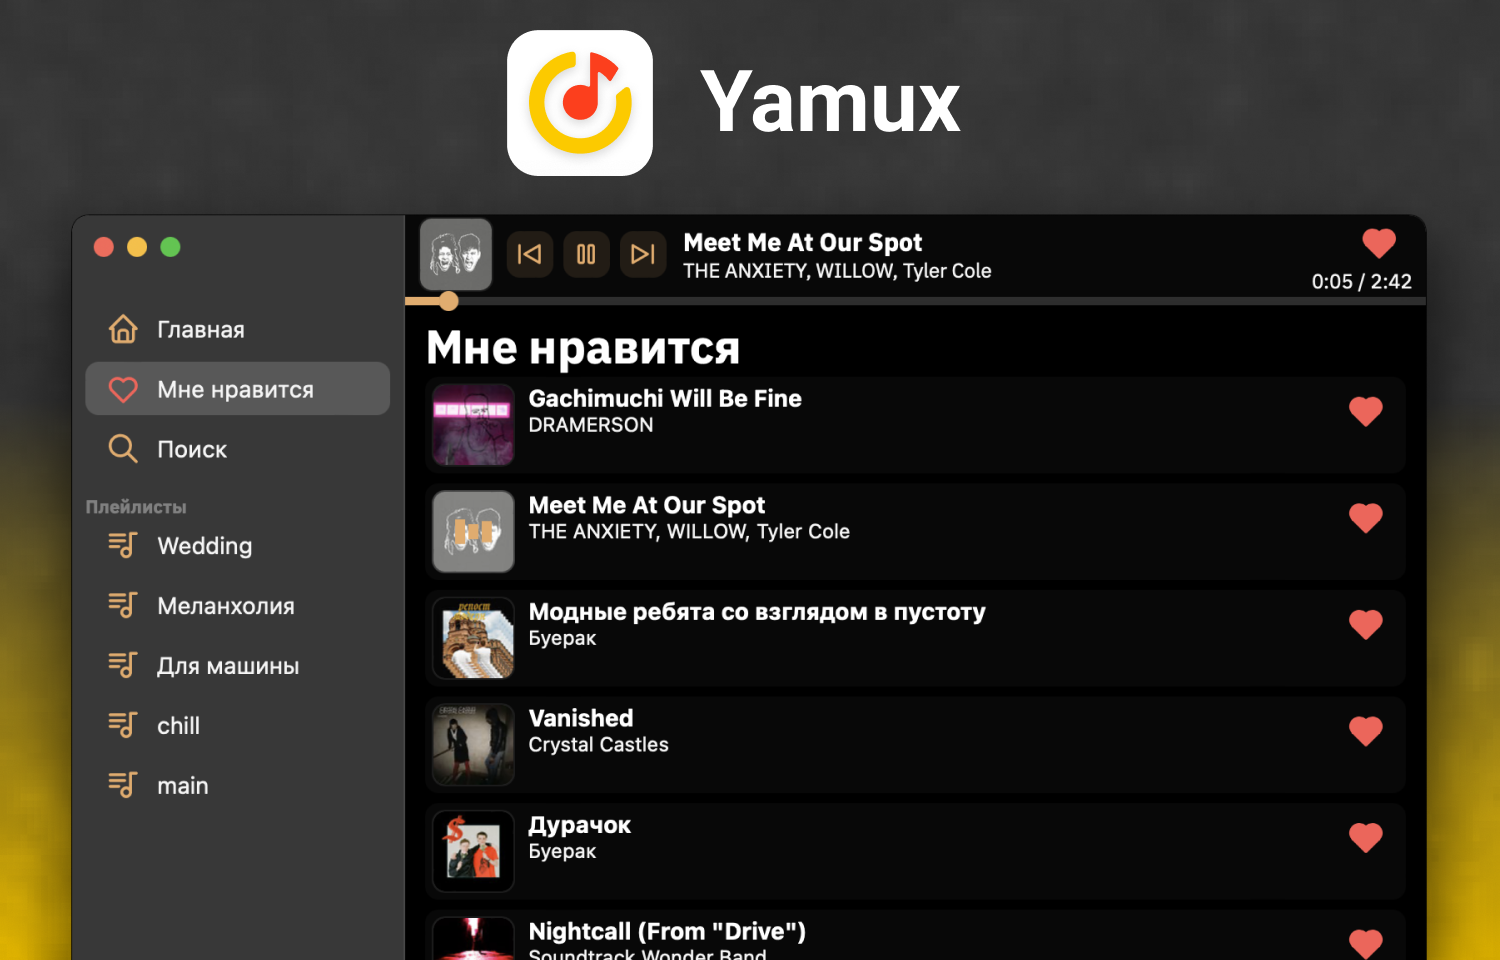 Yamux
Meet Me At Our Spot
THE ANXIETY, WILLOW, Tyler Cole
0:05 / 2:42
Главная
Мне нравится
Поиск
Плейлисты
Wedding
Меланхолия
Для машины
chill
main
Мне нравится
Gachimuchi Will Be Fine
DRAMERSON
Meet Me At Our Spot
THE ANXIETY, WILLOW, Tyler Cole
репост
Модные ребята со взглядом в пустоту
Буерак
Vanished
Crystal Castles
Дурачок
Буерак
Nightcall (From "Drive")
Soundtrack Wonder Band